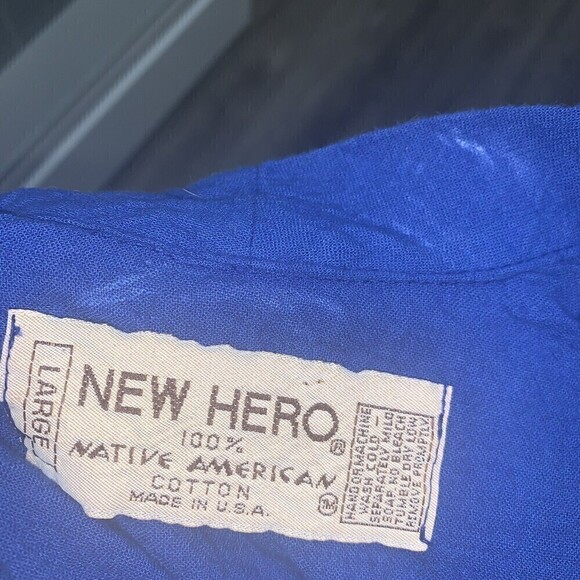 LARGE
NEW HERO®
100%
NATIVE AMERICAN
COTTON
MADE IN U.S.A.
HAND OR MACHINE
WASH COLD -
SEPARATELY MILD
SOAP. NO BLEACH
TUMBLE DRY LOW
REMOVE PROMPTLY.